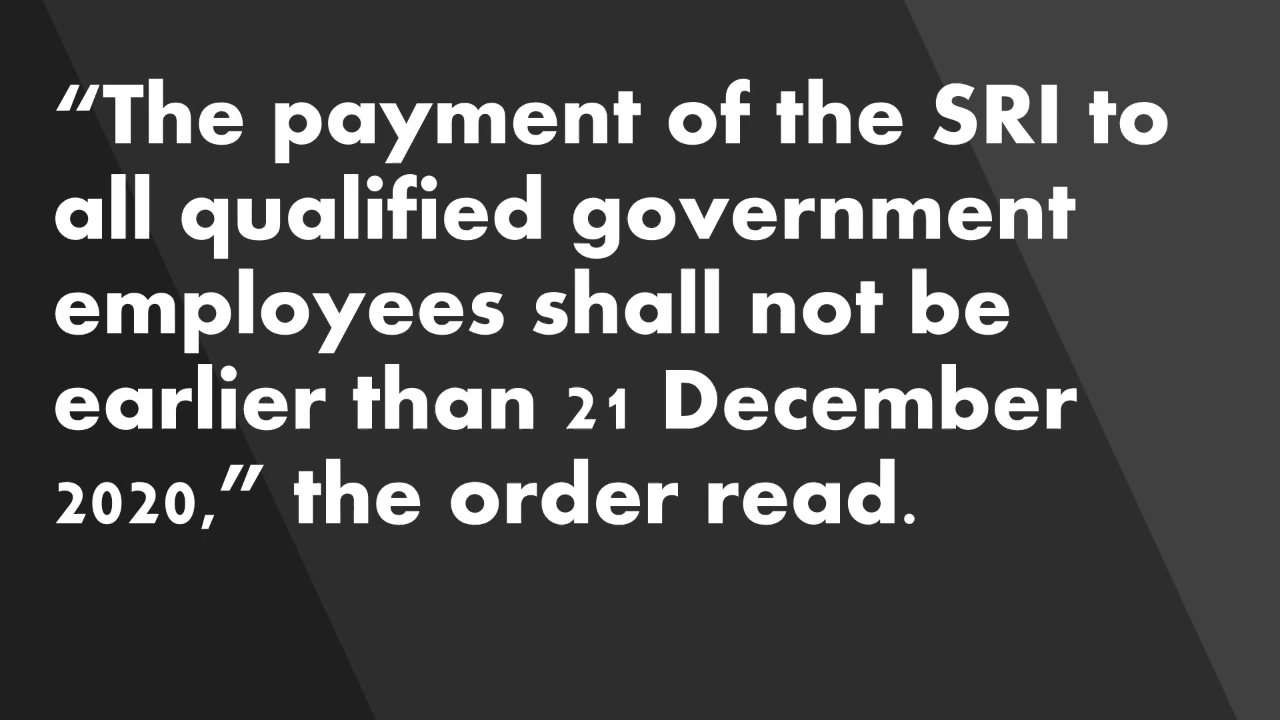 “The payment of the SRI to
all qualified government
employees shall not be
earlier than 21 December
2020,” the order read.